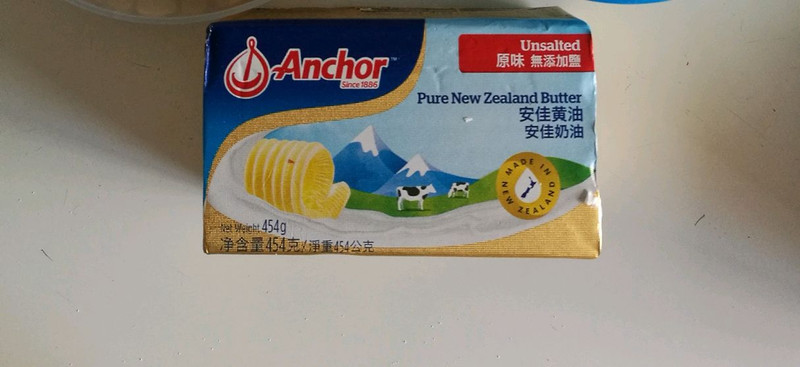 Anchor
Since 1886
Unsalted
原味 無添加鹽
Pure New Zealand Butter
安佳黄油
安佳奶油
MADE IN
NEW ZEALAND
Net Weight 454g
净含量454克/淨重454公克